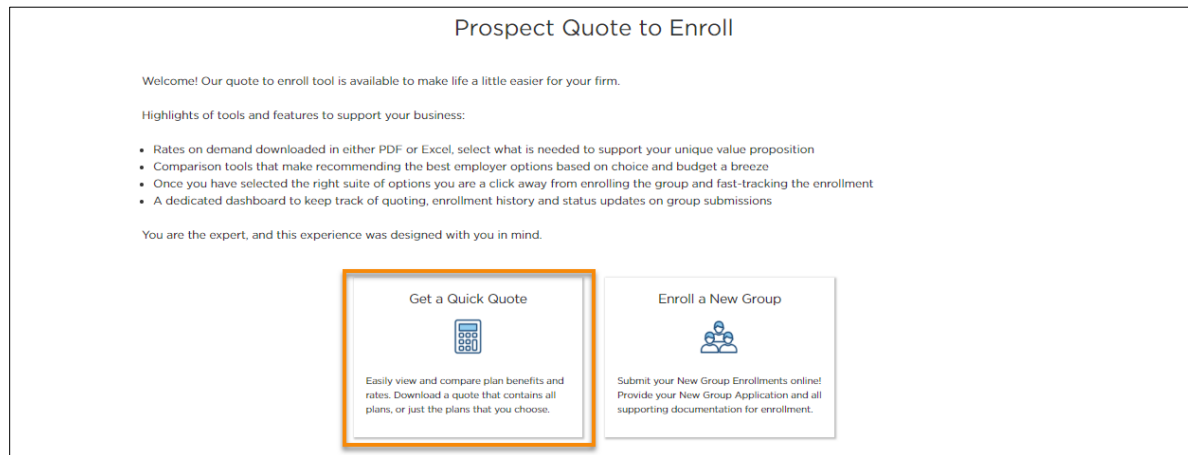 Prospect Quote to Enroll
Welcome! Our quote to enroll tool is available to make life a little easier for your firm.
Highlights of tools and features to support your business:
• Rates on demand downloaded in either PDF or Excel, select what is needed to support your unique value proposition
• Comparison tools that make recommending the best employer options based on choice and budget a breeze
• Once you have selected the right suite of options you are a click away from enrolling the group and fast-tracking the enrollment
• A dedicated dashboard to keep track of quoting, enrollment history and status updates on group submissions
You are the expert, and this experience was designed with you in mind.
Get a Quick Quote
Easily view and compare plan benefits and
rates. Download a quote that contains all
plans, or just the plans that you choose.
Enroll a New Group
Submit your New Group Enrollments online!
Provide your New Group Application and all
supporting documentation for enrollment.